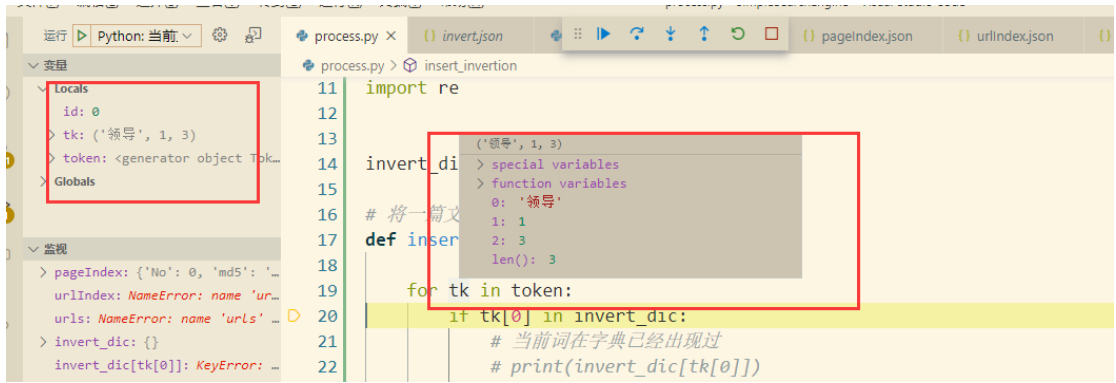 运行 Python: 当前
process.py
invert.json
pageIndex.json
urlIndex.json
变量
process.py > insert_invertion
Locals
id: 0
tk: ('领导', 1, 3)
token: <generator object Tok…
Globals
监视
pageIndex: {'No': 0, 'md5': '…
urlIndex: NameError: name 'ur…
urls: NameError: name 'urls' …
invert_dic: {}
invert_dic[tk[0]]: KeyError: …
11 import re
12
13
14 invert_di
15
16 # 将一篇文
17 def inser
18
19 for tk in token:
20 if tk[0] in invert_dic:
21 # 当前词在字典已经出现过
22 # print(invert_dic[tk[0]])
('领导', 1, 3)
special variables
function variables
0: '领导'
1: 1
2: 3
len(): 3